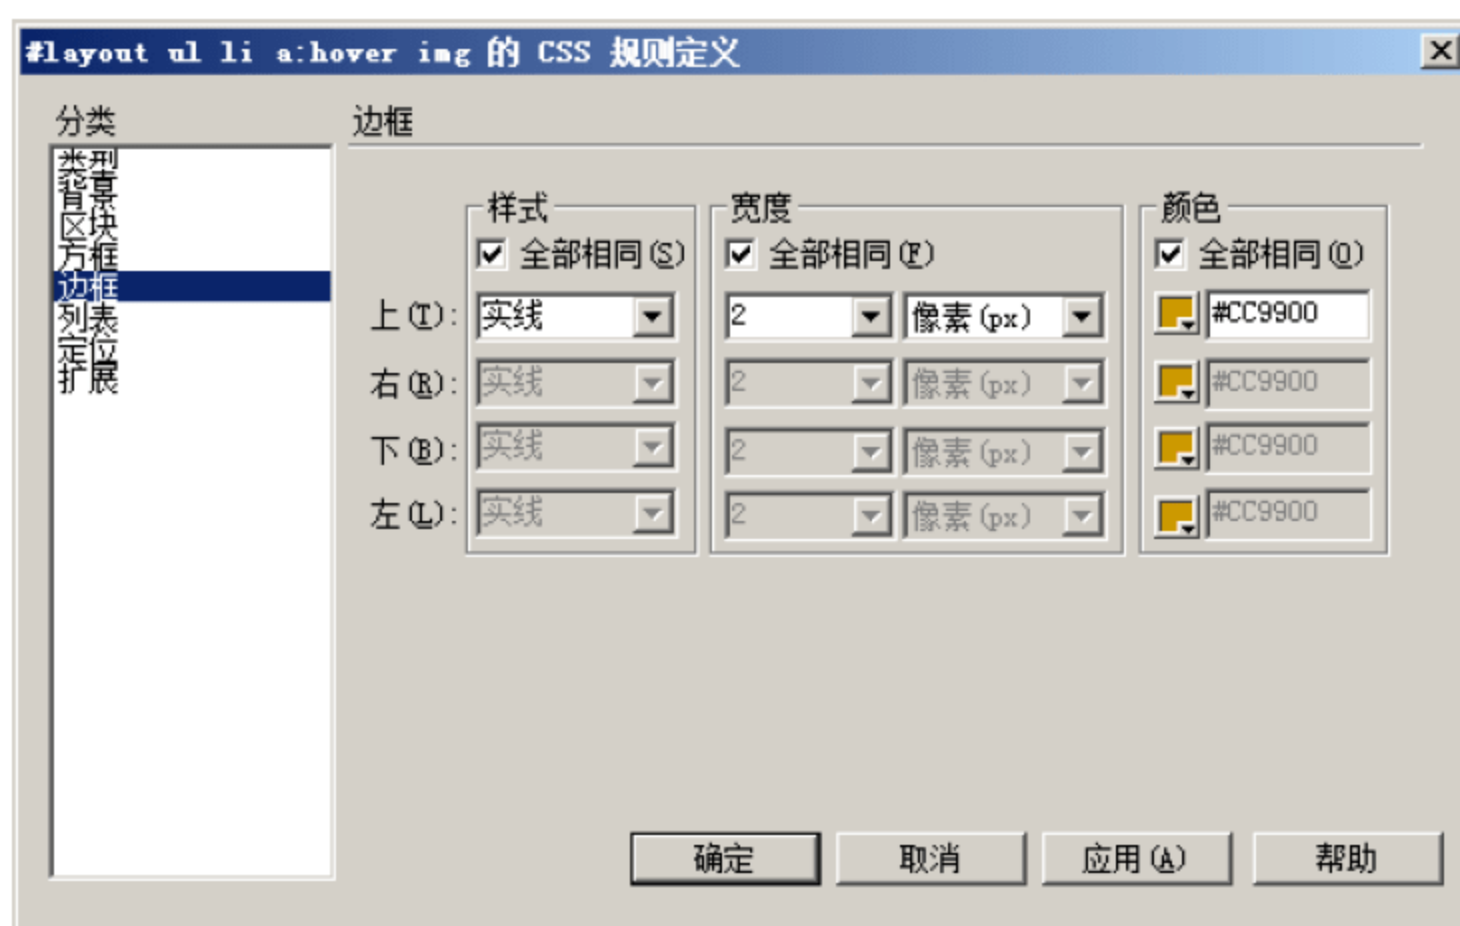 #layout ul li a:hover img 的 CSS 规则定义
分类
边框
类型
背景
区块
方框
边框
列表
定位
扩展
样式 宽度 颜色
全部相同(S) 全部相同(F) 全部相同(O)
上(T): 实线 2 像素(px) #CC9900
右(R): 实线 2 像素(px) #CC9900
下(B): 实线 2 像素(px) #CC9900
左(L): 实线 2 像素(px) #CC9900
确定 取消 应用(A) 帮助